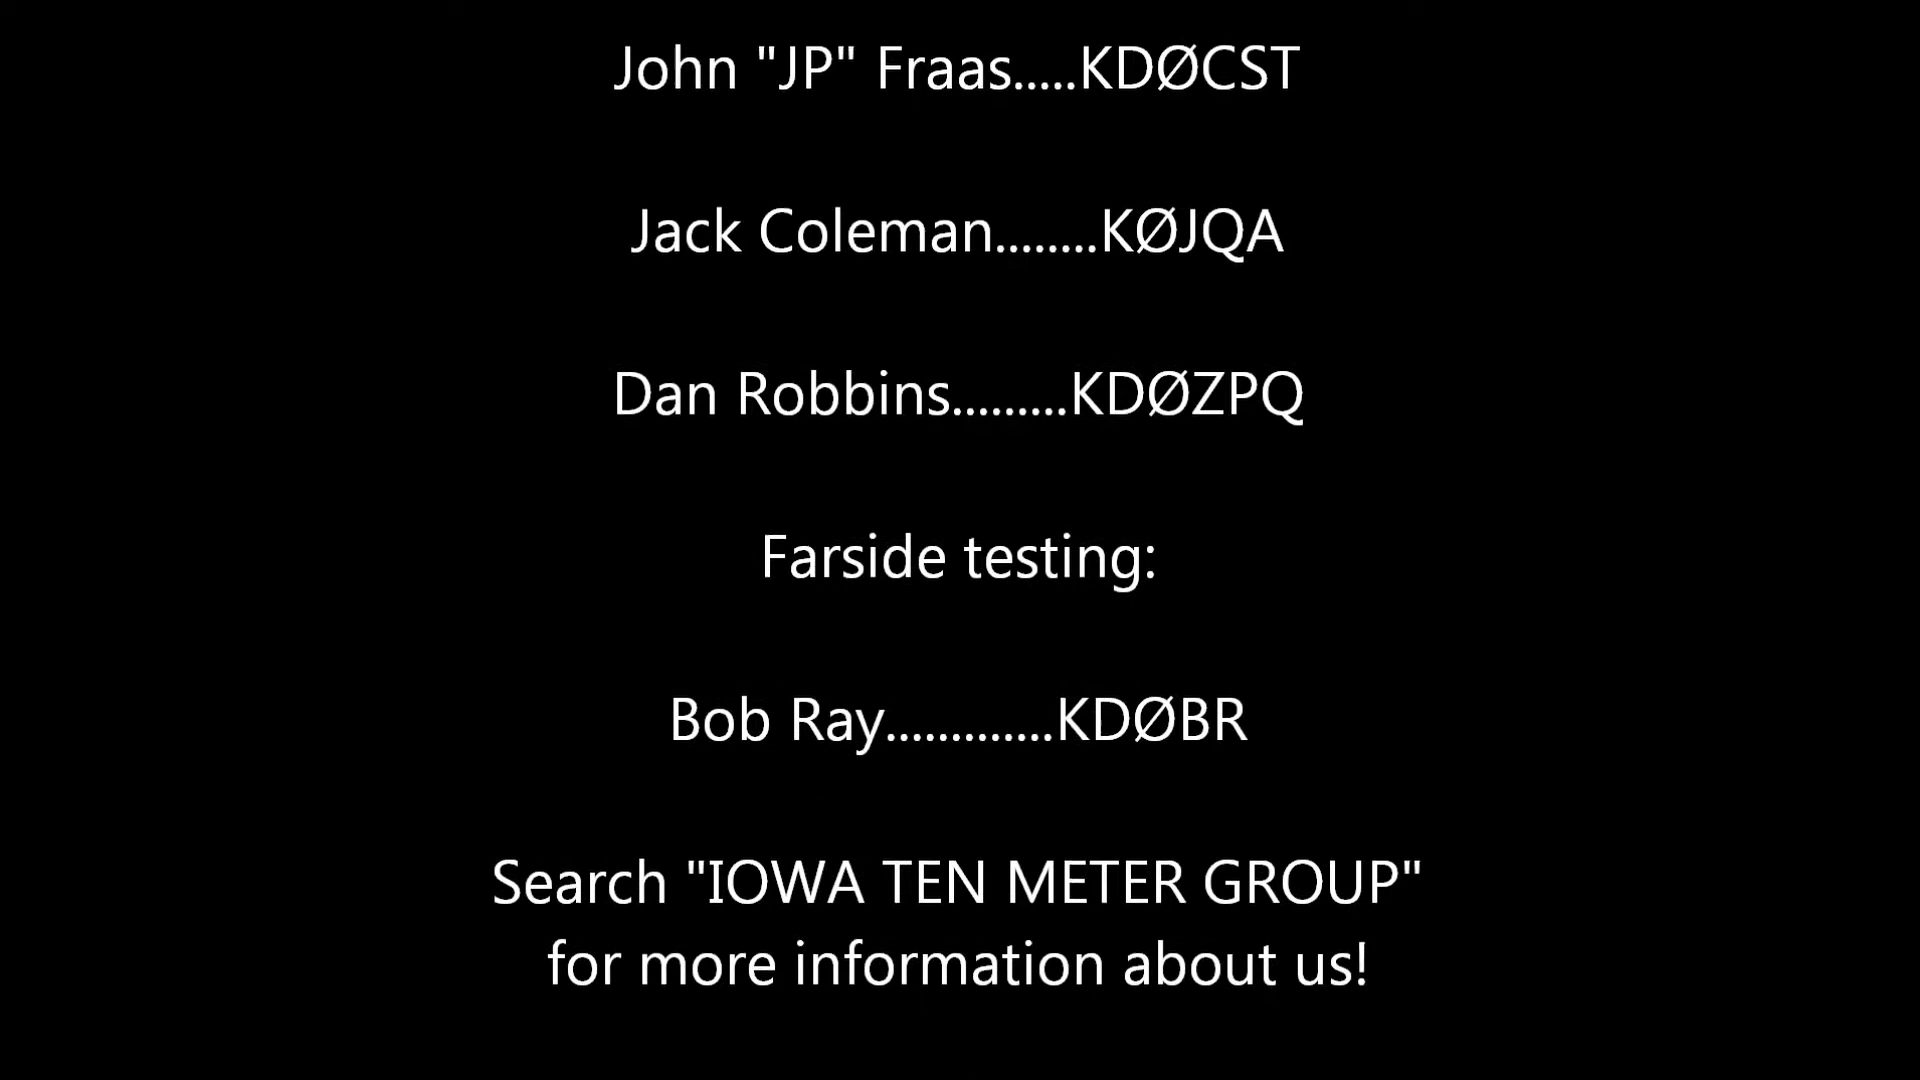 John "JP" Fraas.....KDØCST
Jack Coleman........KØJQA
Dan Robbins.........KDØZPQ
Farside testing:
Bob Ray.............KDØBR
Search "IOWA TEN METER GROUP"
for more information about us!